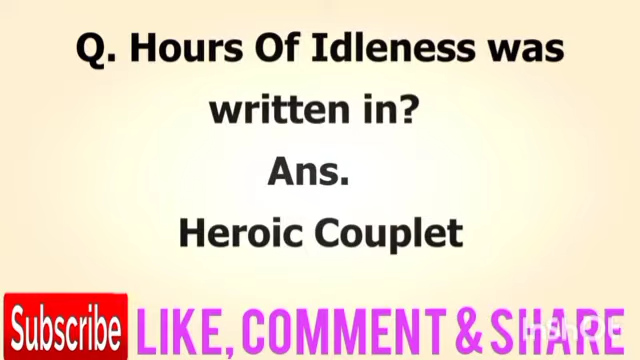 Q. Hours Of Idleness was
written in?
Ans.
Heroic Couplet
Subscribe LIKE, COMMENT & SHARE